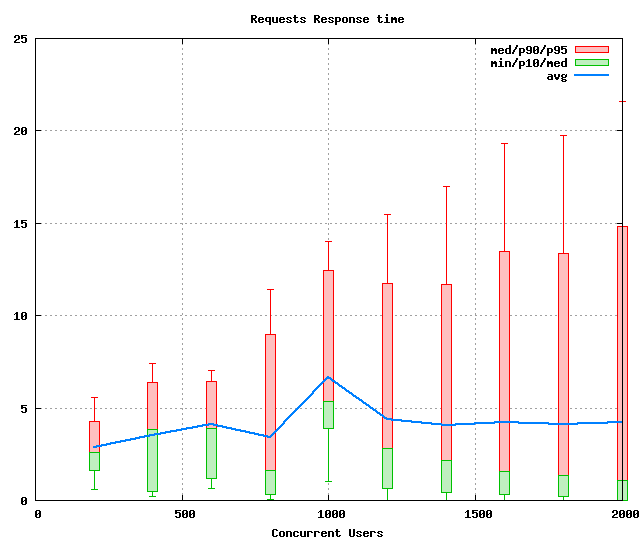 Requests Response time
25
med/p90/p95
min/p10/med
avg
20
15
10
5
0
0 500 1000 1500 2000
Concurrent Users